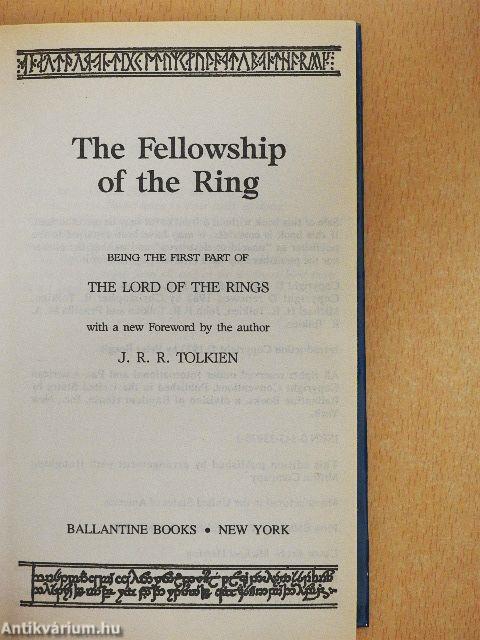 The Fellowship
of the Ring
BEING THE FIRST PART OF
THE LORD OF THE RINGS
with a new Foreword by the author
J. R. R. TOLKIEN
BALLANTINE BOOKS • NEW YORK
Antikvárium.hu